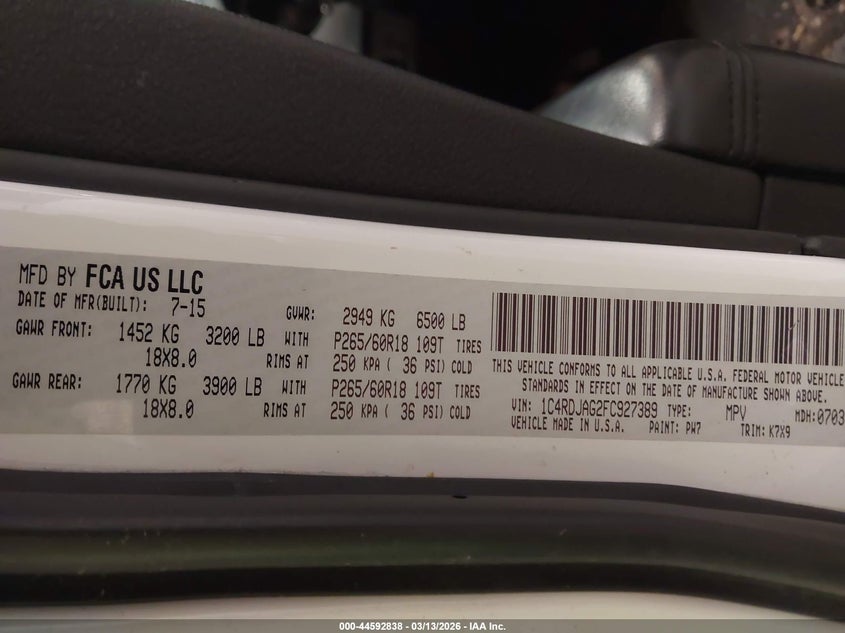 MFD BY FCA US LLC
DATE OF MFR(BUILT): 7-15 GVWR: 2949 KG 6500 LB
GAWR FRONT: 1452 KG 3200 LB WITH P265/60R18 109T TIRES
18X8.0 RIMS AT 250 KPA ( 36 PSI) COLD
GAWR REAR: 1770 KG 3900 LB WITH P265/60R18 109T TIRES
18X8.0 RIMS AT 250 KPA ( 36 PSI) COLD
THIS VEHICLE CONFORMS TO ALL APPLICABLE U.S.A. FEDERAL MOTOR VEHICLE
STANDARDS IN EFFECT ON THE DATE OF MANUFACTURE SHOWN ABOVE.
VIN: 1C4RDJAG2FC927389 TYPE: MPV MDH:0703
VEHICLE MADE IN U.S.A. PAINT: PW7 TRIM: K7X9
000-44592838 - 03/13/2026 - IAA Inc.